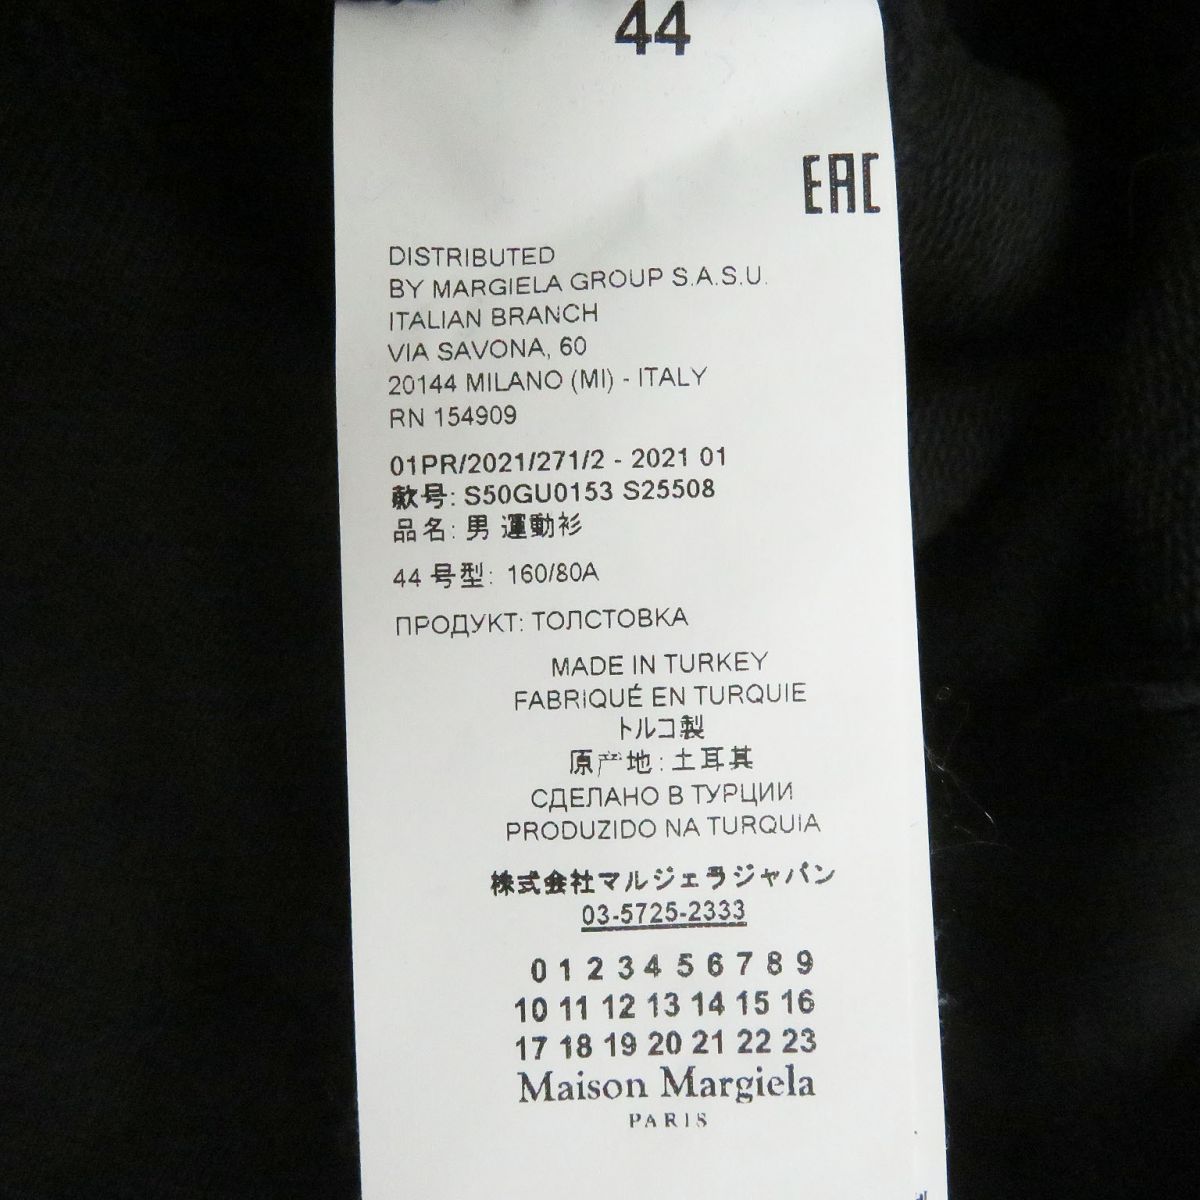 44
EAC
DISTRIBUTED
BY MARGIELA GROUP S.A.S.U.
ITALIAN BRANCH
VIA SAVONA, 60
20144 MILANO (MI) - ITALY
RN 154909
01PR/2021/271/2 - 2021 01
款号: S50GU0153 S25508
品名: 男 運動衫
44 号型: 160/80A
ПРОДУКТ: ТОЛСТОВКА
MADE IN TURKEY
FABRIQUÉ EN TURQUIE
トルコ製
原产地: 土耳其
СДЕЛАНО В ТУРЦИИ
PRODUZIDO NA TURQUIA
株式会社マルジェラジャパン
03-5725-2333
0 1 2 3 4 5 6 7 8 9
10 11 12 13 14 15 16
17 18 19 20 21 22 23
Maison Margiela
PARIS